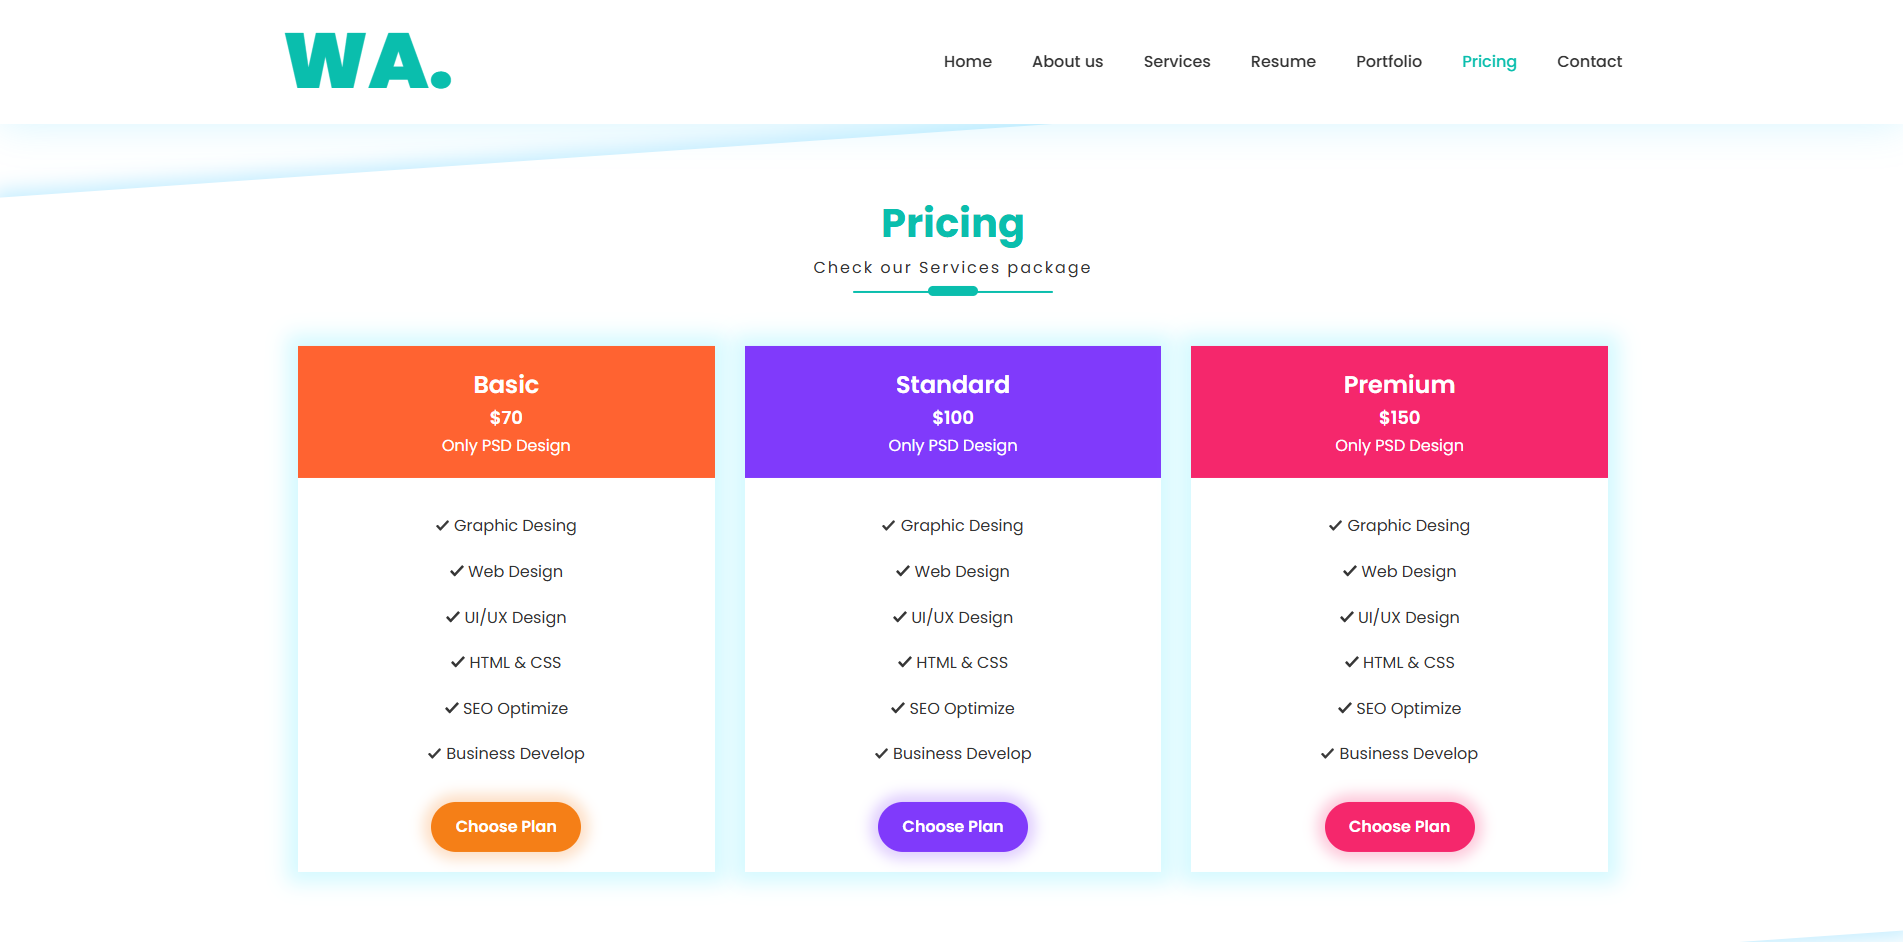 WA.
Home About us Services Resume Portfolio Pricing Contact
Pricing
Check our Services package
Basic
$70
Only PSD Design
Graphic Desing
Web Design
UI/UX Design
HTML & CSS
SEO Optimize
Business Develop
Choose Plan
Standard
$100
Only PSD Design
Graphic Desing
Web Design
UI/UX Design
HTML & CSS
SEO Optimize
Business Develop
Choose Plan
Premium
$150
Only PSD Design
Graphic Desing
Web Design
UI/UX Design
HTML & CSS
SEO Optimize
Business Develop
Choose Plan